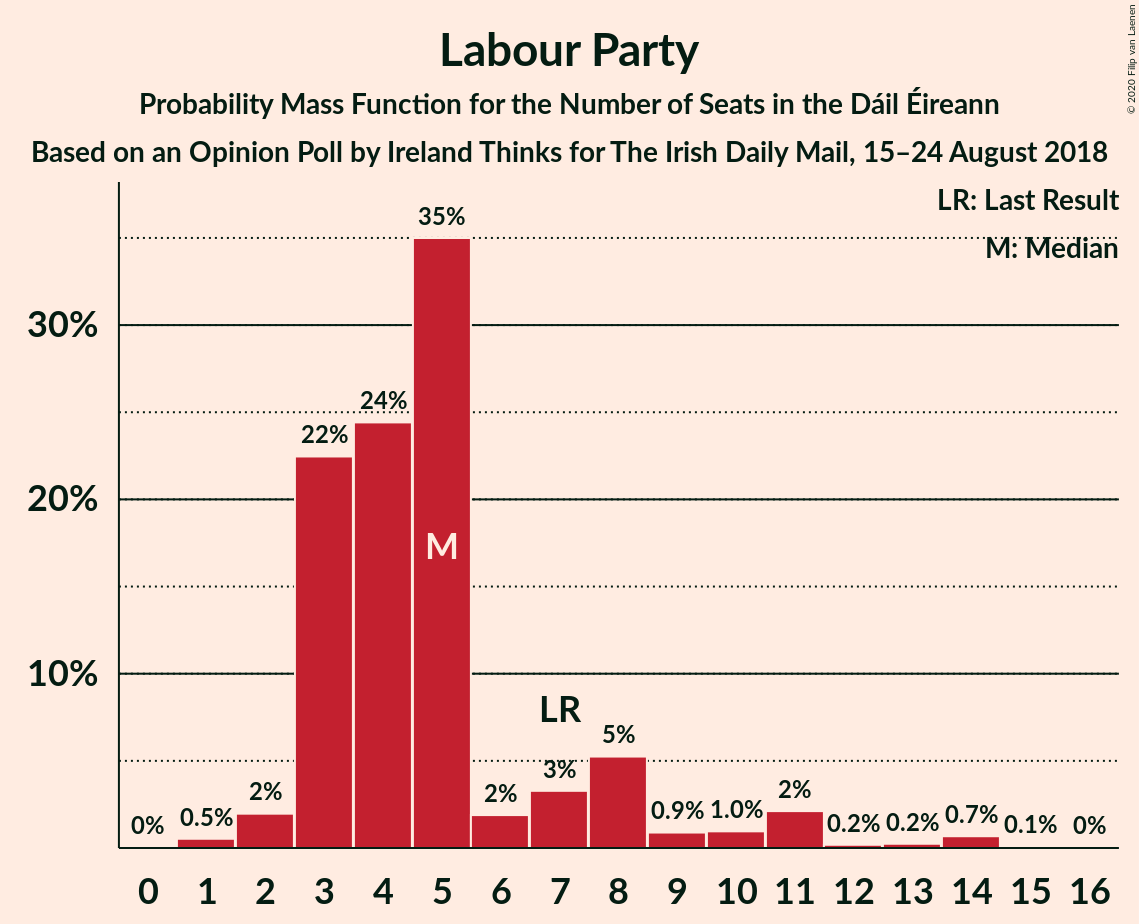 Labour Party
Probability Mass Function for the Number of Seats in the Dáil Éireann
Based on an Opinion Poll by Ireland Thinks for The Irish Daily Mail, 15–24 August 2018
© 2020 Filip van Laenen
LR: Last Result
M: Median
30%
20%
10%
0%
0.5%
2%
22%
24%
35%
M
2%
LR
3%
5%
0.9%
1.0%
2%
0.2%
0.2%
0.7%
0.1%
0%
0 1 2 3 4 5 6 7 8 9 10 11 12 13 14 15 16